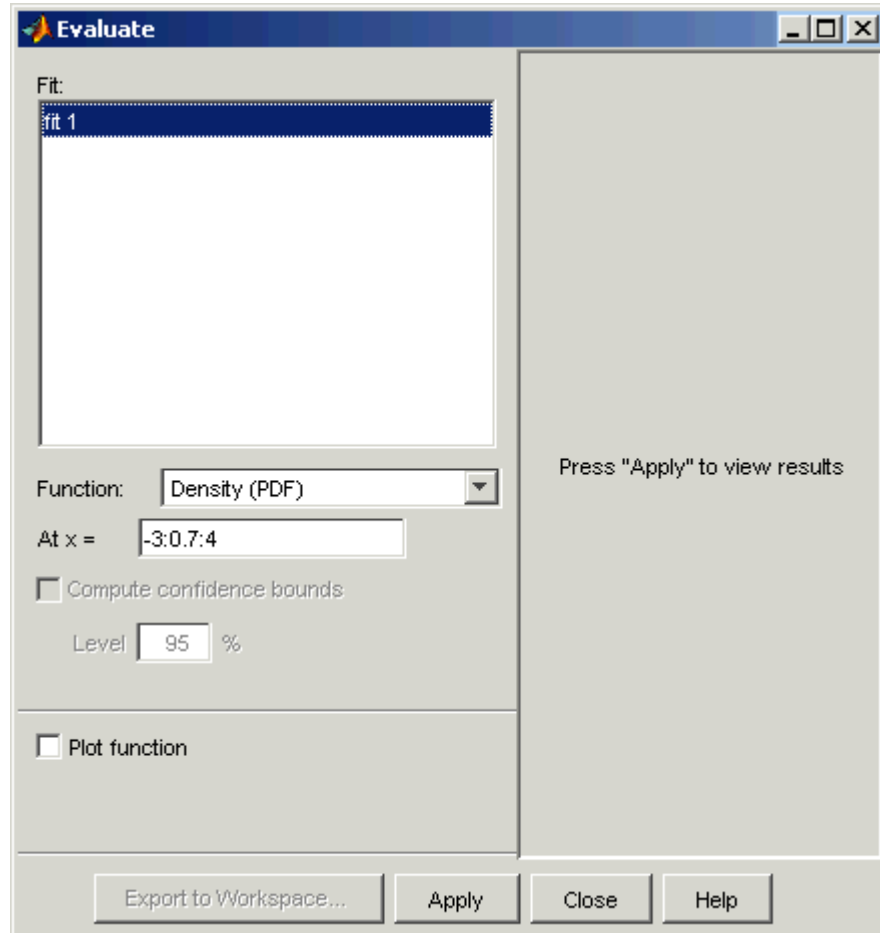 Evaluate
Fit:
fit 1
Function: Density (PDF)
At x = -3:0.7:4
Compute confidence bounds
Level 95 %
Plot function
Press "Apply" to view results
Export to Workspace... Apply Close Help